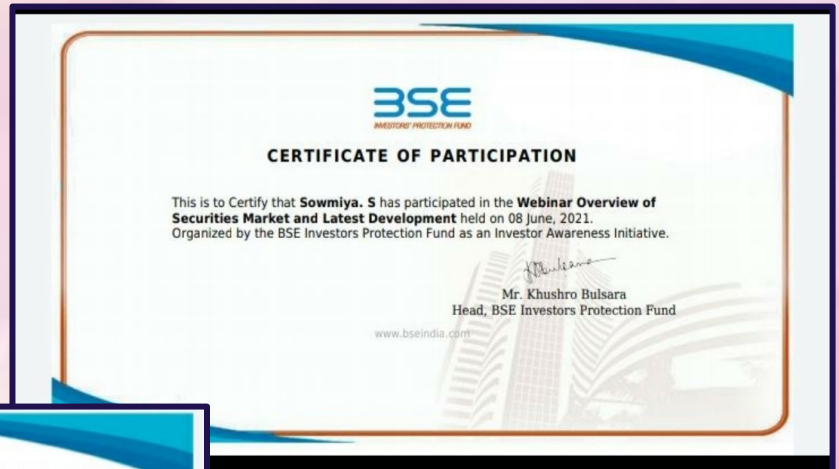 BSE
INVESTORS' PROTECTION FUND
CERTIFICATE OF PARTICIPATION
This is to Certify that Sowmiya. S has participated in the Webinar Overview of
Securities Market and Latest Development held on 08 June, 2021.
Organized by the BSE Investors Protection Fund as an Investor Awareness Initiative.
Mr. Khushro Bulsara
Head, BSE Investors Protection Fund
www.bseindia.com